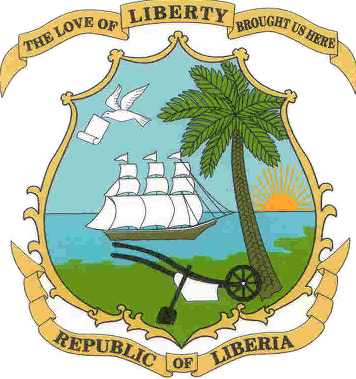 THE LOVE OF LIBERTY BROUGHT US HERE
REPUBLIC OF LIBERIA